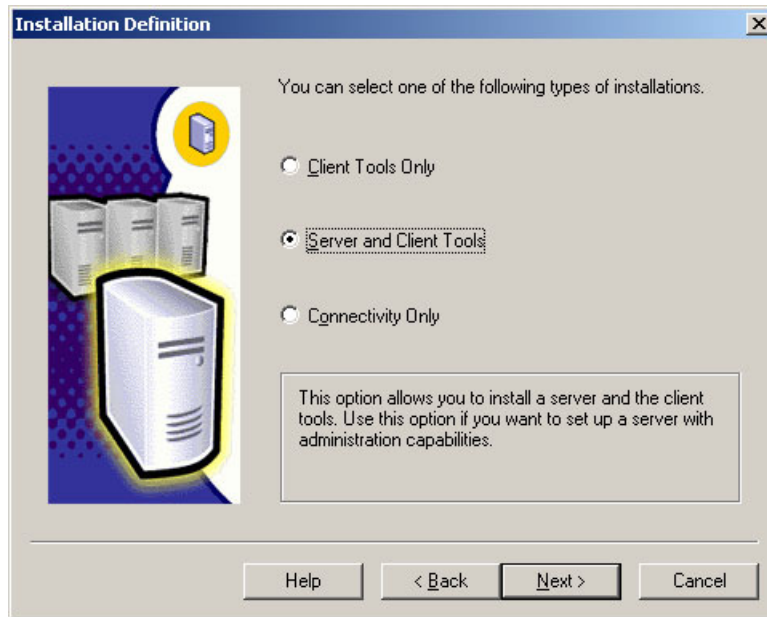 Installation Definition
You can select one of the following types of installations.
Client Tools Only
Server and Client Tools
Connectivity Only
This option allows you to install a server and the client
tools. Use this option if you want to set up a server with
administration capabilities.
Help
< Back
Next >
Cancel